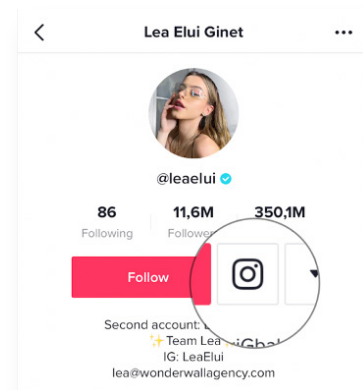 Lea Elui Ginet
@leaelui
86 11,6M 350,1M
Following
Follow
Second account:
✨Team Lea
IG: LeaElui
lea@wonderwallagency.com